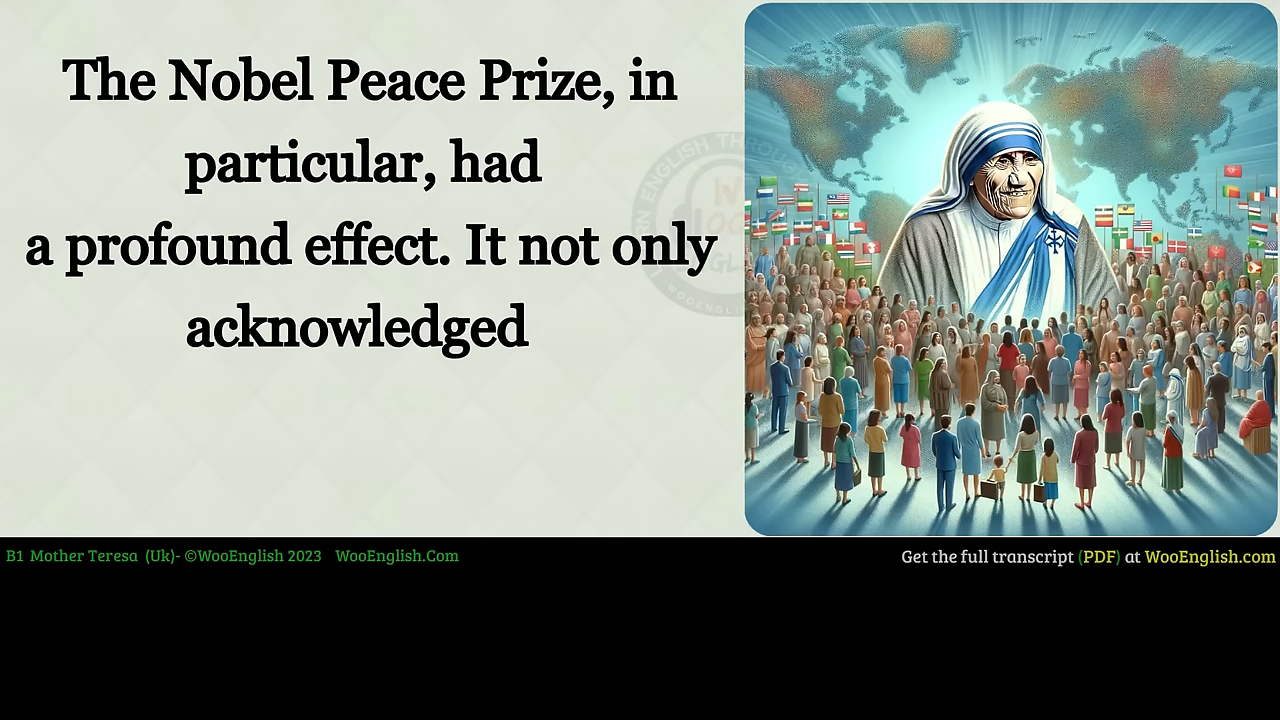 The Nobel Peace Prize, in
particular, had
a profound effect. It not only
acknowledged
B1 Mother Teresa (Uk)- ©WooEnglish 2023 WooEnglish.Com
Get the full transcript (PDF) at WooEnglish.com